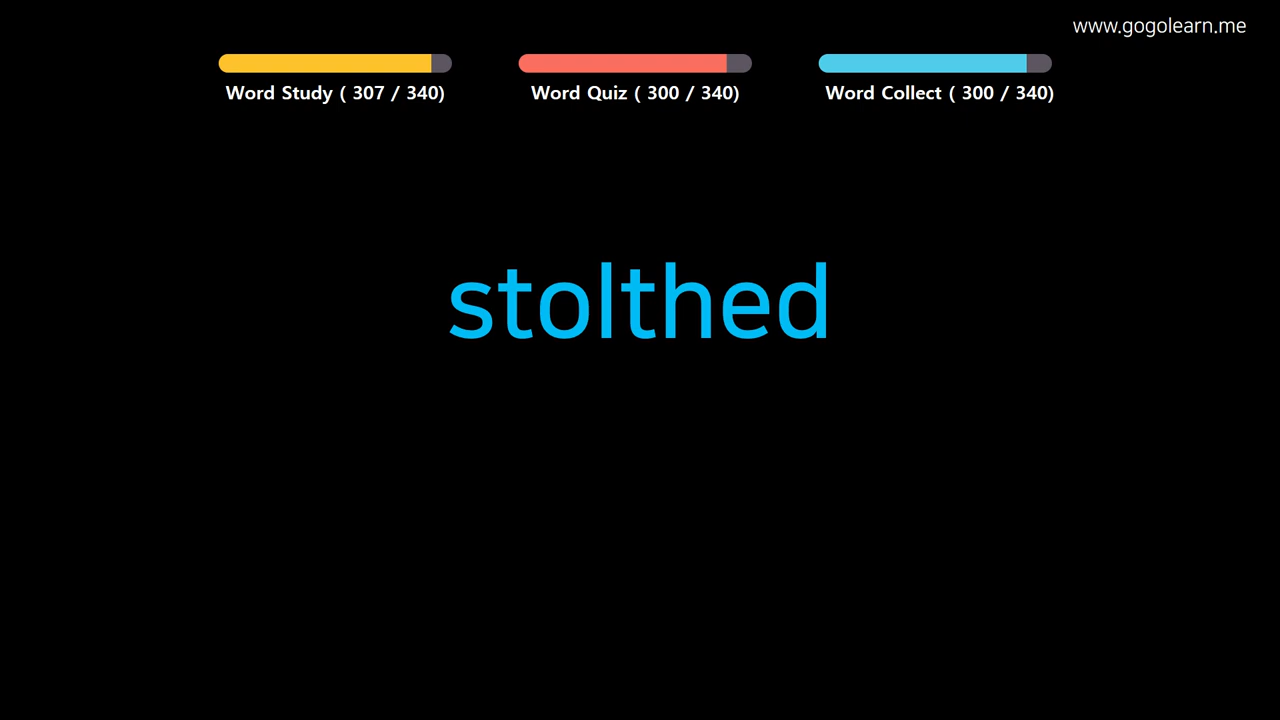 www.gogolearn.me
Word Study ( 307 / 340)
Word Quiz ( 300 / 340)
Word Collect ( 300 / 340)
stolthed